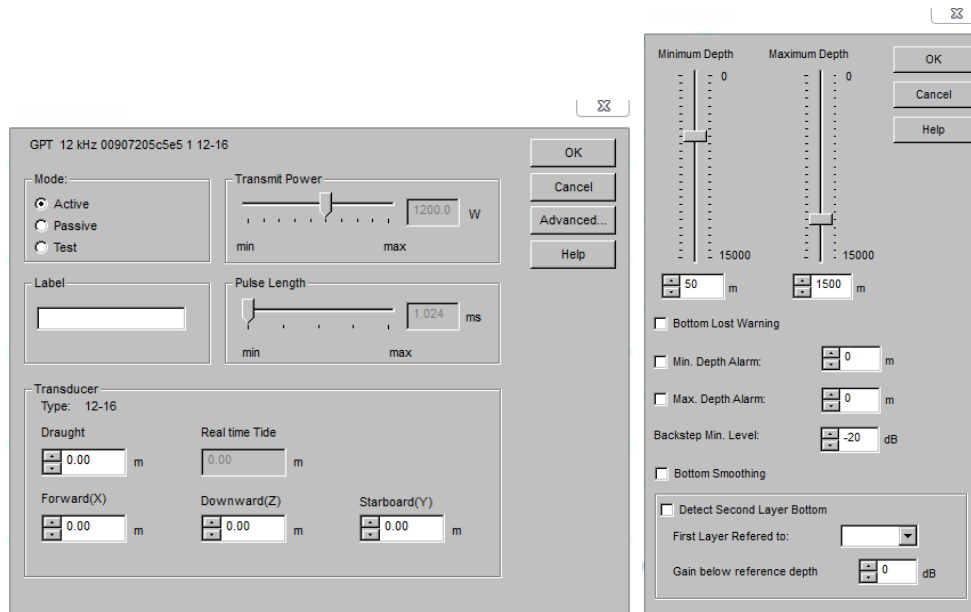 GPT 12 kHz 00907205c5e5 1 12-16
OK
Cancel
Advanced...
Help
Mode:
Active
Passive
Test
Transmit Power
1200.0 W
min max
Label
Pulse Length
1.024 ms
min max
Transducer
Type: 12-16
Draught Real time Tide
0.00 m 0.00 m
Forward(X) Downward(Z) Starboard(Y)
0.00 m 0.00 m 0.00 m
Minimum Depth Maximum Depth
0 0
15000 15000
50 m 1500 m
OK
Cancel
Help
Bottom Lost Warning
Min. Depth Alarm: 0 m
Max. Depth Alarm: 0 m
Backstep Min. Level: -20 dB
Bottom Smoothing
Detect Second Layer Bottom
First Layer Refered to:
Gain below reference depth 0 dB